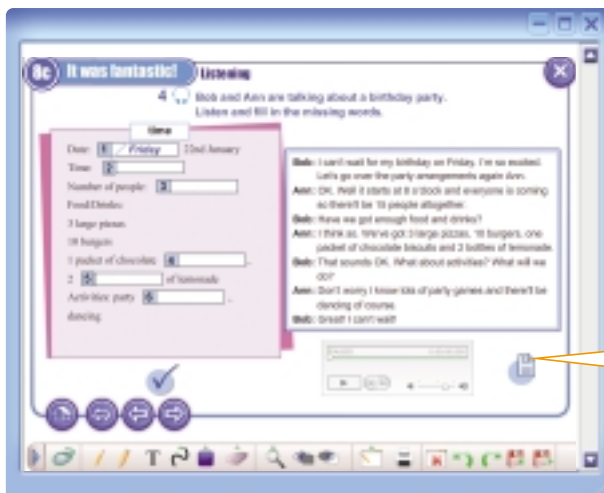 8c It was fantastic! Listening
4 Bob and Ann are talking about a birthday party.
Listen and fill in the missing words.
time
Date: 1 / Friday 22nd January
Time: 2
Number of people: 3
Food/Drinks:
3 large pizzas
10 burgers
1 packet of chocolate 4 ,
2 5 of lemonade
Activities: party 6 ,
dancing
Bob: I can't wait for my birthday on Friday. I'm so excited.
Let's go over the party arrangements again Ann.
Ann: OK. Well it starts at 8 o'clock and everyone is coming
so there'll be 15 people altogether.
Bob: Have we got enough food and drinks?
Ann: I think so. We've got 3 large pizzas, 10 burgers, one
packet of chocolate biscuits and 2 bottles of lemonade.
Bob: That sounds OK. What about activities? What will we
do?
Ann: Don't worry I know lots of party games and there'll be
dancing of course.
Bob: Great! I can't wait!
T